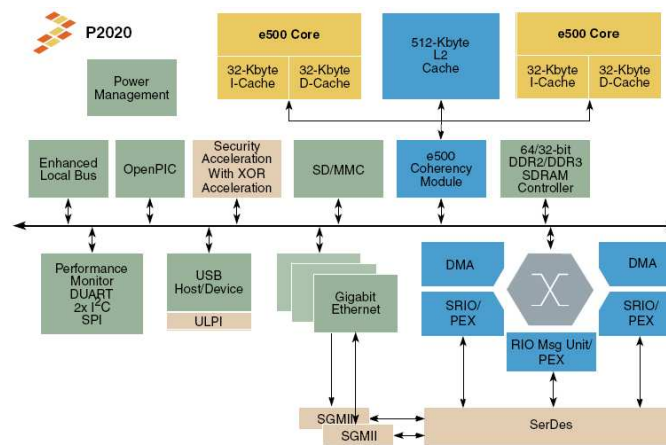 P2020
e500 Core
32-Kbyte
I-Cache
32-Kbyte
D-Cache
512-Kbyte
L2
Cache
e500 Core
32-Kbyte
I-Cache
32-Kbyte
D-Cache
Power
Management
Enhanced
Local Bus
OpenPIC
Security
Acceleration
With XOR
Acceleration
SD/MMC
e500
Coherency
Module
64/32-bit
DDR2/DDR3
SDRAM
Controller
Performance
Monitor
DUART
2x I²C
SPI
USB
Host/Device
ULPI
Gigabit
Ethernet
DMA
SRIO/
PEX
RIO Msg Unit/
PEX
DMA
SRIO/
PEX
SGMII
SGMII
SerDes